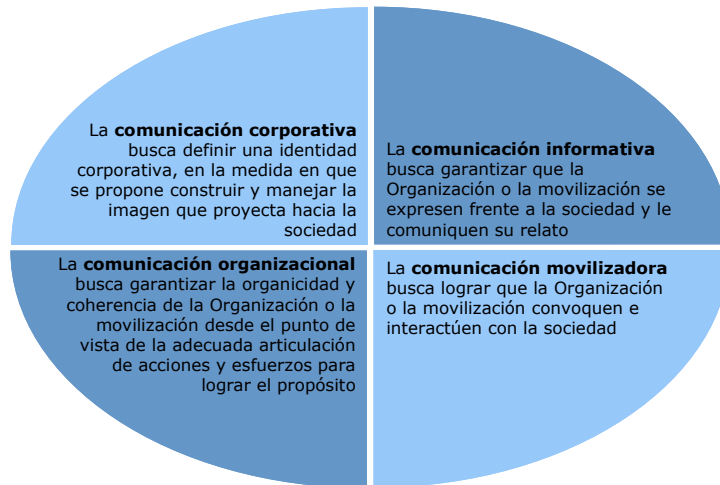 La comunicación corporativa
busca definir una identidad
corporativa, en la medida en que
se propone construir y manejar la
imagen que proyecta hacia la
sociedad
La comunicación informativa
busca garantizar que la
Organización o la movilización se
expresen frente a la sociedad y le
comuniquen su relato
La comunicación organizacional
busca garantizar la organicidad y
coherencia de la Organización o la
movilización desde el punto de
vista de la adecuada articulación
de acciones y esfuerzos para
lograr el propósito
La comunicación movilizadora
busca lograr que la Organización
o la movilización convoquen e
interactúen con la sociedad